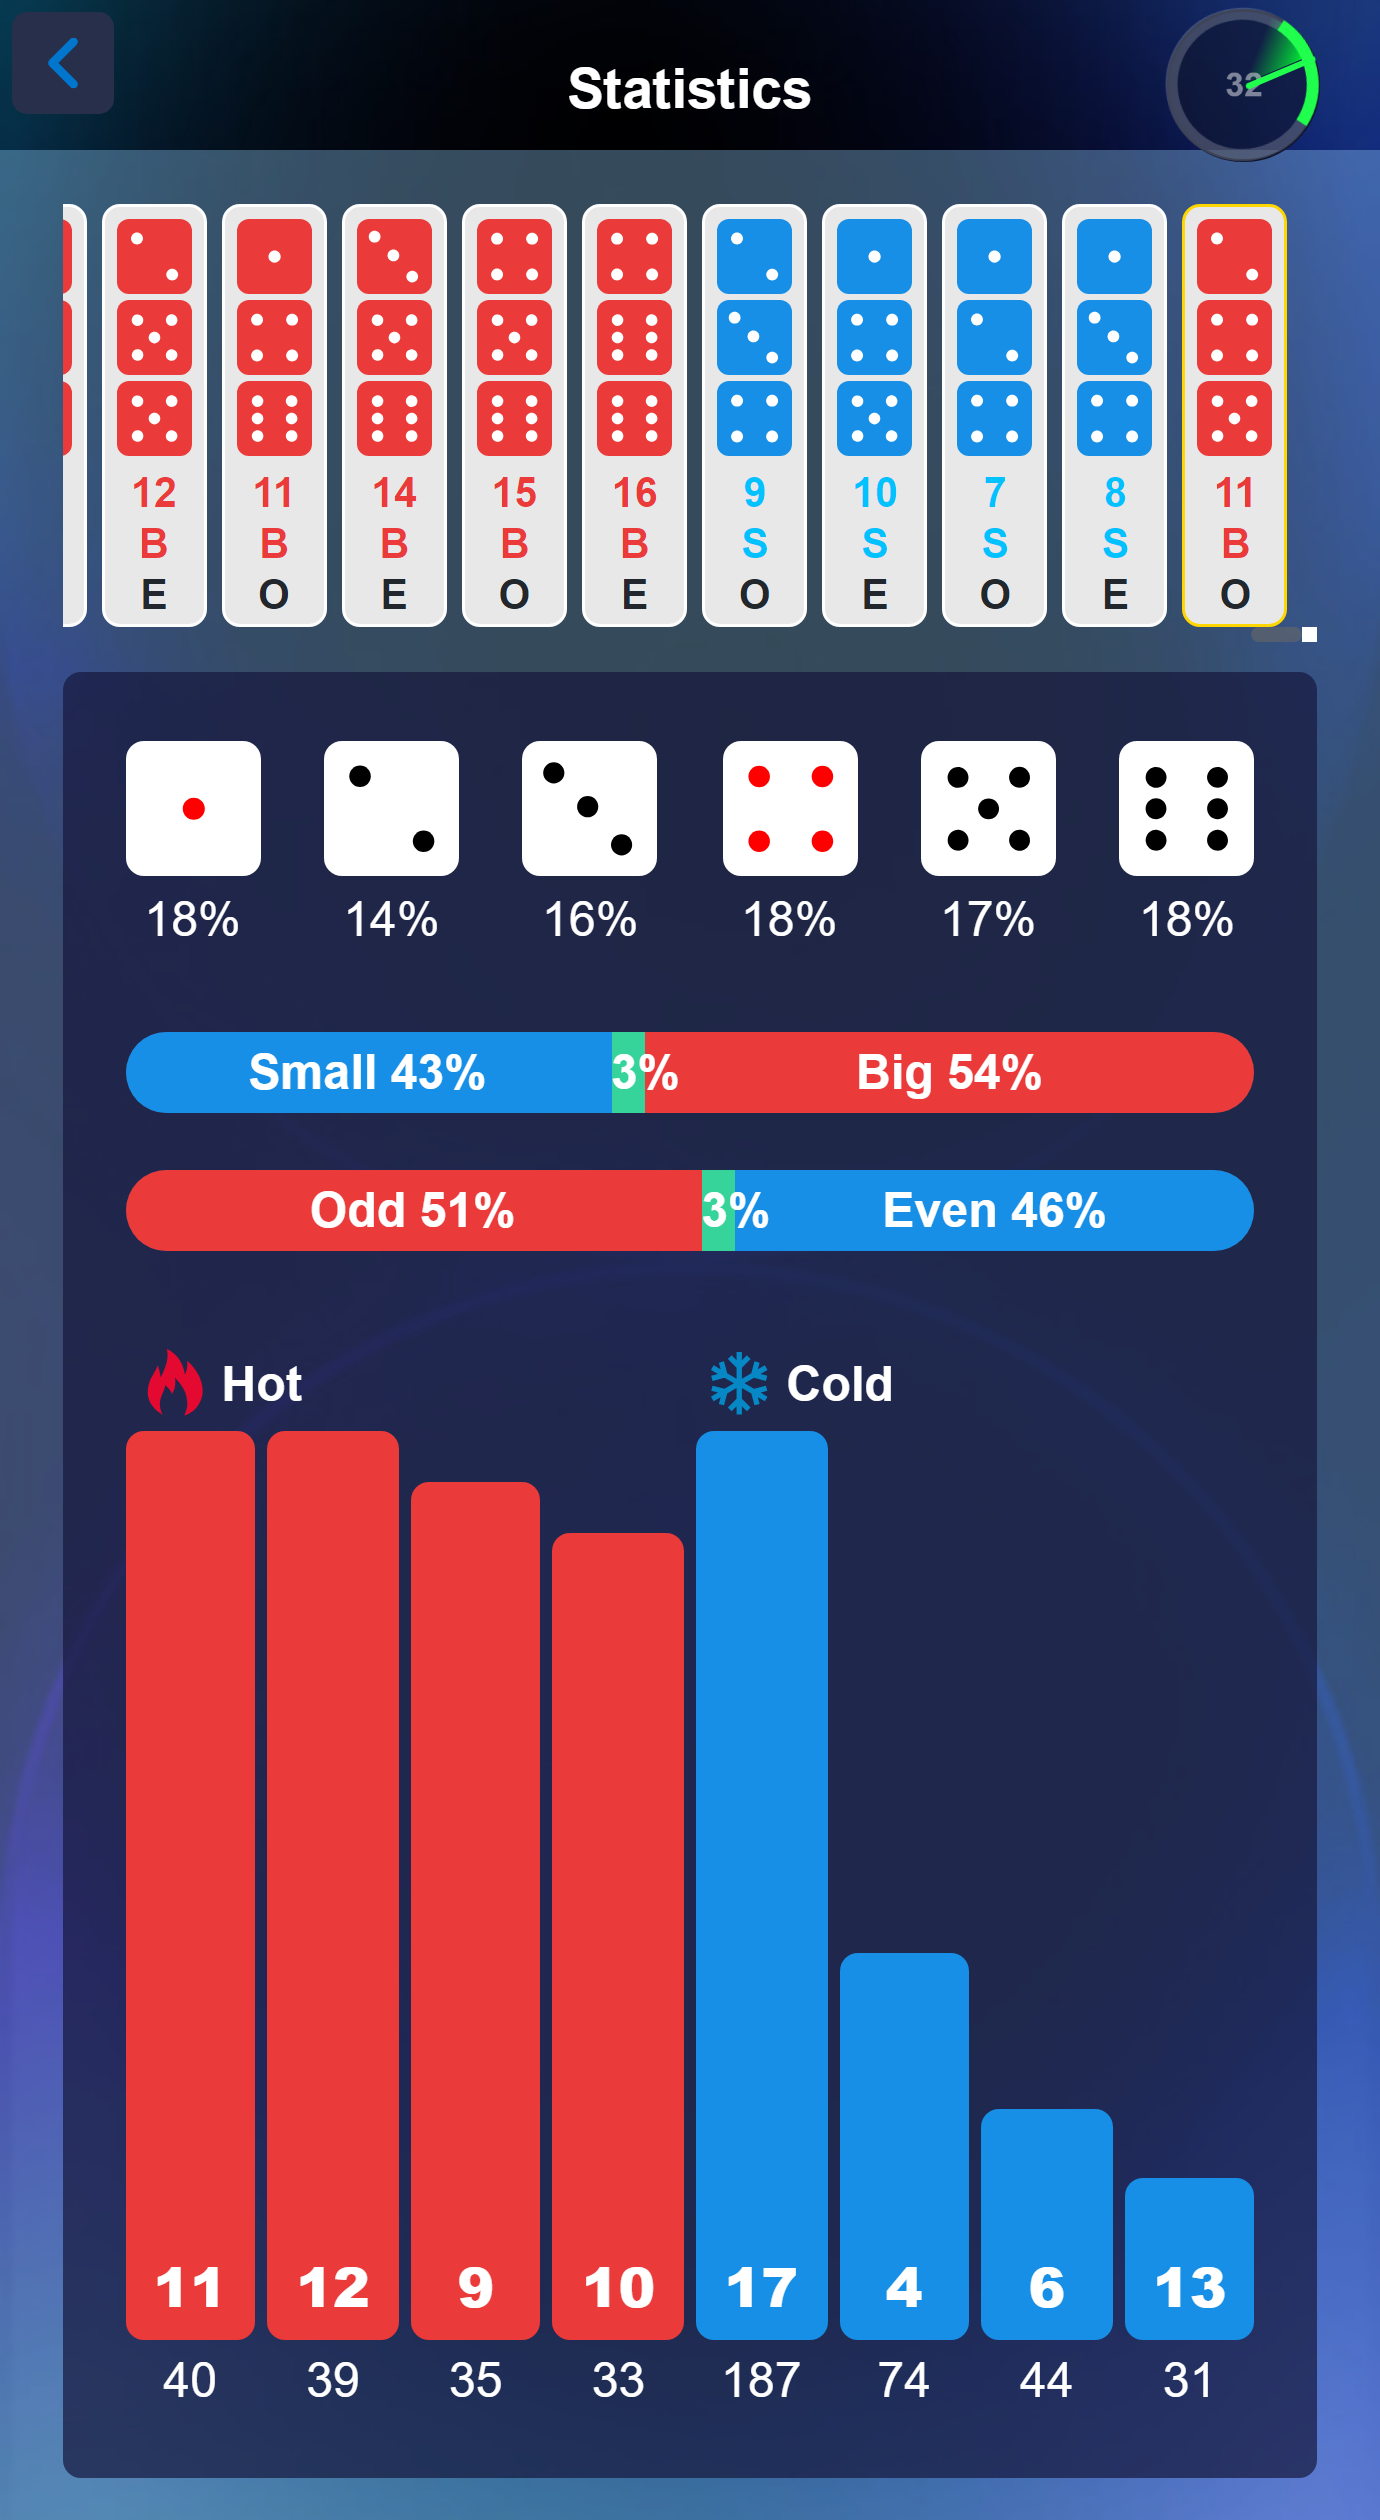 Statistics
32
12 11 14 15 16 9 10 7 8 11
B B B B B S S S S B
E O E O E O E O E O
18% 14% 16% 18% 17% 18%
Small 43% 3% Big 54%
Odd 51% 3% Even 46%
Hot Cold
11 12 9 10 17 4 6 13
40 39 35 33 187 74 44 31